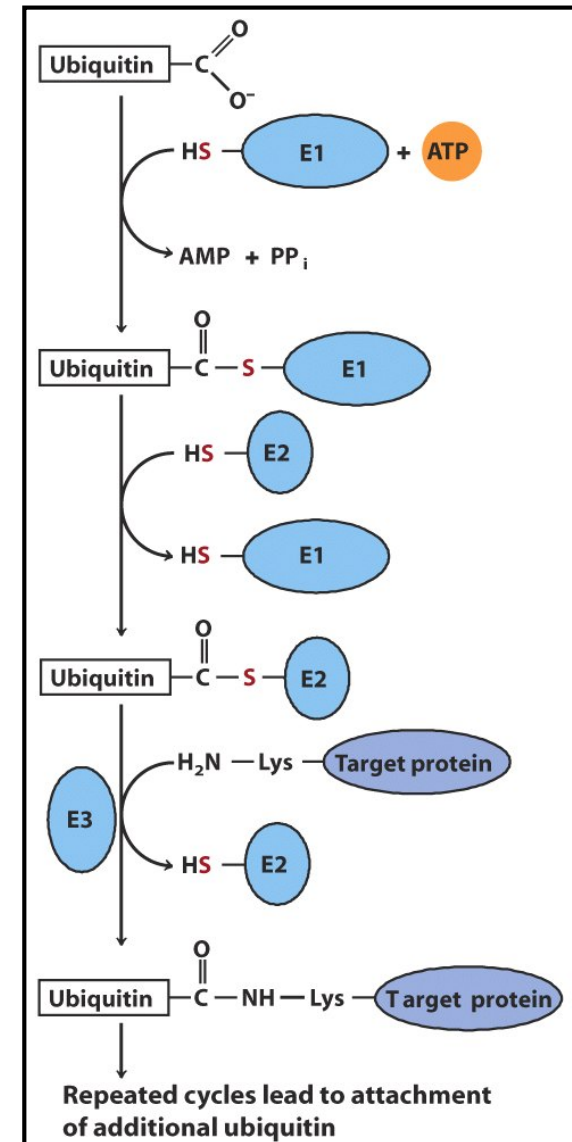 O
Ubiquitin — C
O⁻
HS — E1 + ATP
AMP + PPᵢ
O
Ubiquitin — C — S — E1
HS — E2
HS — E1
O
Ubiquitin — C — S — E2
H₂N — Lys — Target protein
E3
HS — E2
O
Ubiquitin — C — NH — Lys — Target protein
Repeated cycles lead to attachment
of additional ubiquitin